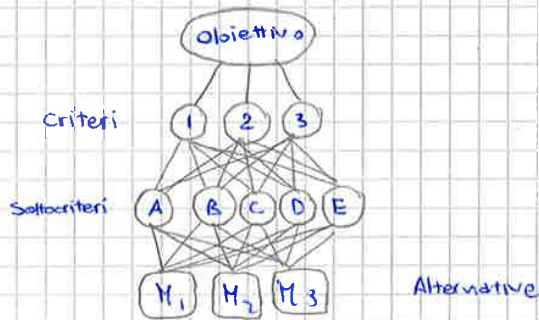 Obiettivo
Criteri 1 2 3
Sottocriteri A B C D E
M1 M2 M3 Alternative